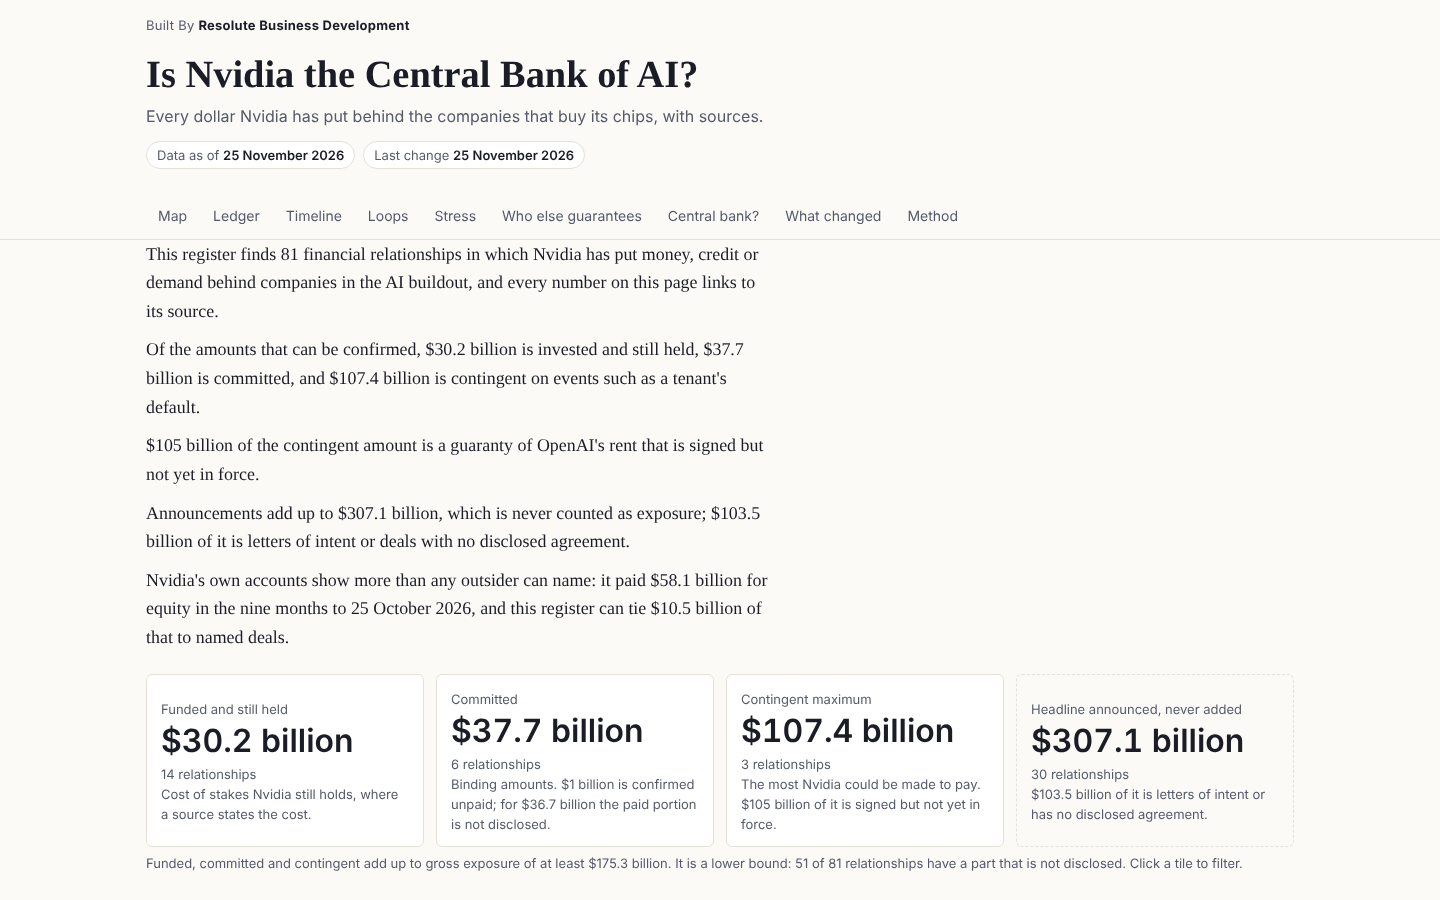 Built By Resolute Business Development
Is Nvidia the Central Bank of AI?
Every dollar Nvidia has put behind the companies that buy its chips, with sources.
Data as of 25 November 2026
Last change 25 November 2026
Map Ledger Timeline Loops Stress Who else guarantees Central bank? What changed Method
This register finds 81 financial relationships in which Nvidia has put money, credit or
demand behind companies in the AI buildout, and every number on this page links to
its source.
Of the amounts that can be confirmed, $30.2 billion is invested and still held, $37.7
billion is committed, and $107.4 billion is contingent on events such as a tenant's
default.
$105 billion of the contingent amount is a guaranty of OpenAI's rent that is signed but
not yet in force.
Announcements add up to $307.1 billion, which is never counted as exposure; $103.5
billion of it is letters of intent or deals with no disclosed agreement.
Nvidia's own accounts show more than any outsider can name: it paid $58.1 billion for
equity in the nine months to 25 October 2026, and this register can tie $10.5 billion of
that to named deals.
Funded and still held
$30.2 billion
14 relationships
Cost of stakes Nvidia still holds, where
a source states the cost.
Committed
$37.7 billion
6 relationships
Binding amounts. $1 billion is confirmed
unpaid; for $36.7 billion the paid portion
is not disclosed.
Contingent maximum
$107.4 billion
3 relationships
The most Nvidia could be made to pay.
$105 billion of it is signed but not yet in
force.
Headline announced, never added
$307.1 billion
30 relationships
$103.5 billion of it is letters of intent or
has no disclosed agreement.
Funded, committed and contingent add up to gross exposure of at least $175.3 billion. It is a lower bound: 51 of 81 relationships have a part that is not disclosed. Click a tile to filter.